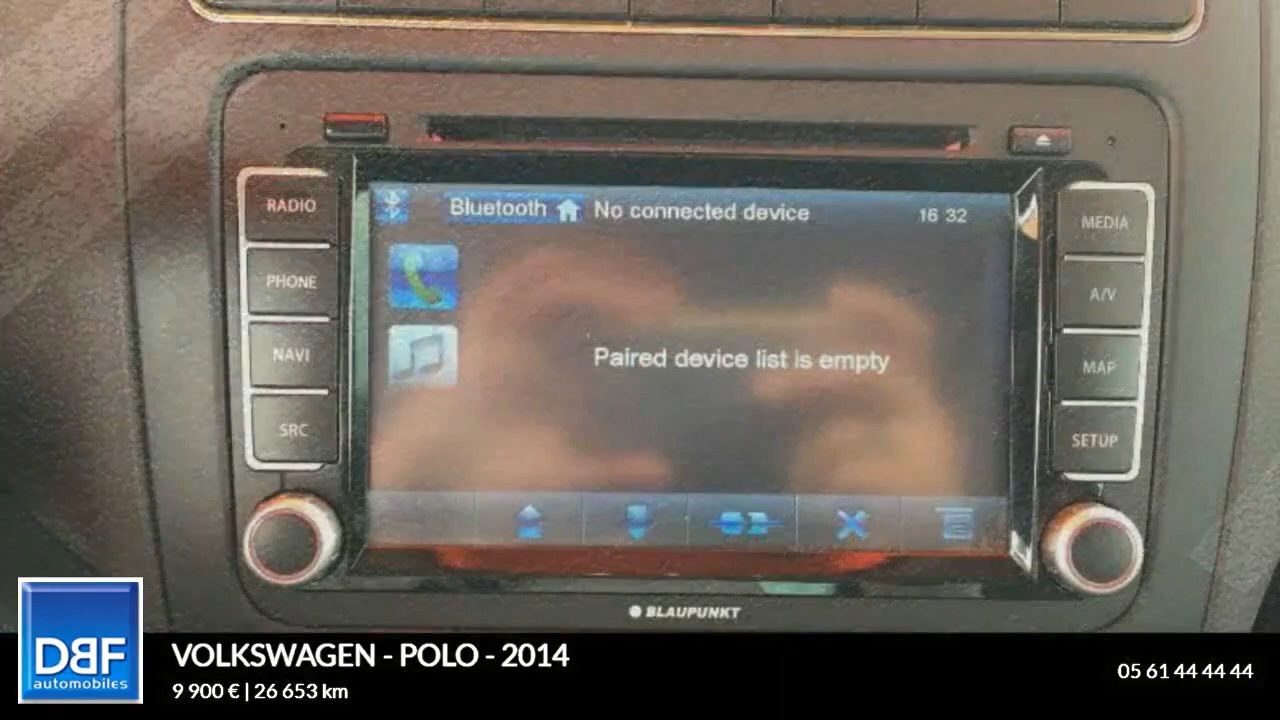 RADIO
PHONE
NAVI
SRC
Bluetooth No connected device 16 32
Paired device list is empty
MEDIA
A/V
MAP
SETUP
BLAUPUNKT
DBF
automobiles
VOLKSWAGEN - POLO - 2014
9 900 € | 26 653 km
05 61 44 44 44